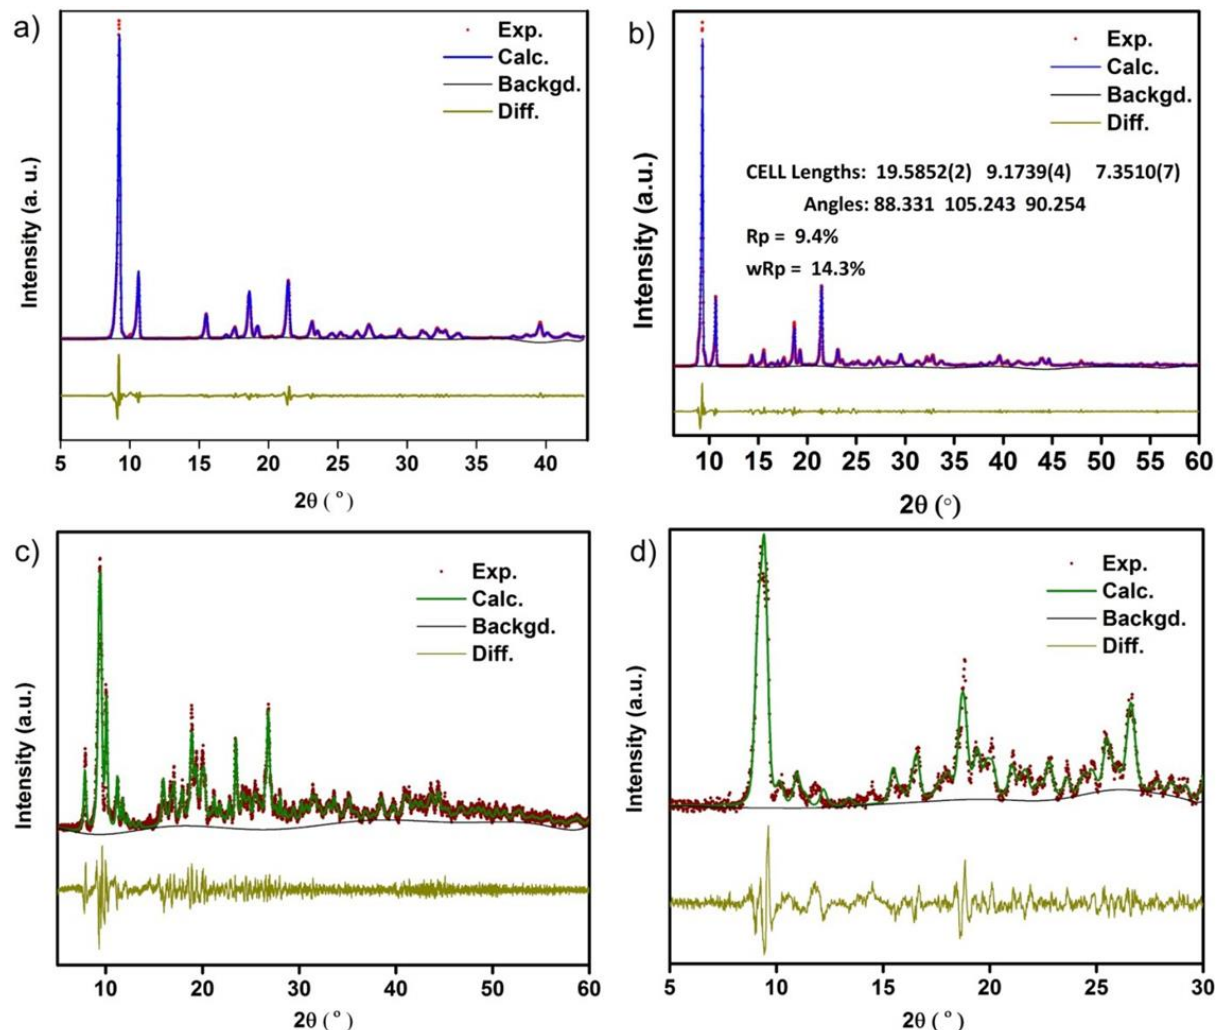 a)
Exp.
Calc.
Backgd.
Diff.
Intensity (a. u.)
5 10 15 20 25 30 35 40
2θ ( ° )
b)
Exp.
Calc.
Backgd.
Diff.
CELL Lengths: 19.5852(2) 9.1739(4) 7.3510(7)
Angles: 88.331 105.243 90.254
Rp = 9.4%
wRp = 14.3%
Intensity (a.u.)
10 15 20 25 30 35 40 45 50 55 60
2θ (°)
c)
Exp.
Calc.
Backgd.
Diff.
Intensity (a.u.)
10 20 30 40 50 60
2θ ( ° )
d)
Exp.
Calc.
Backgd.
Diff.
Intensity (a.u.)
5 10 15 20 25 30
2θ ( ° )